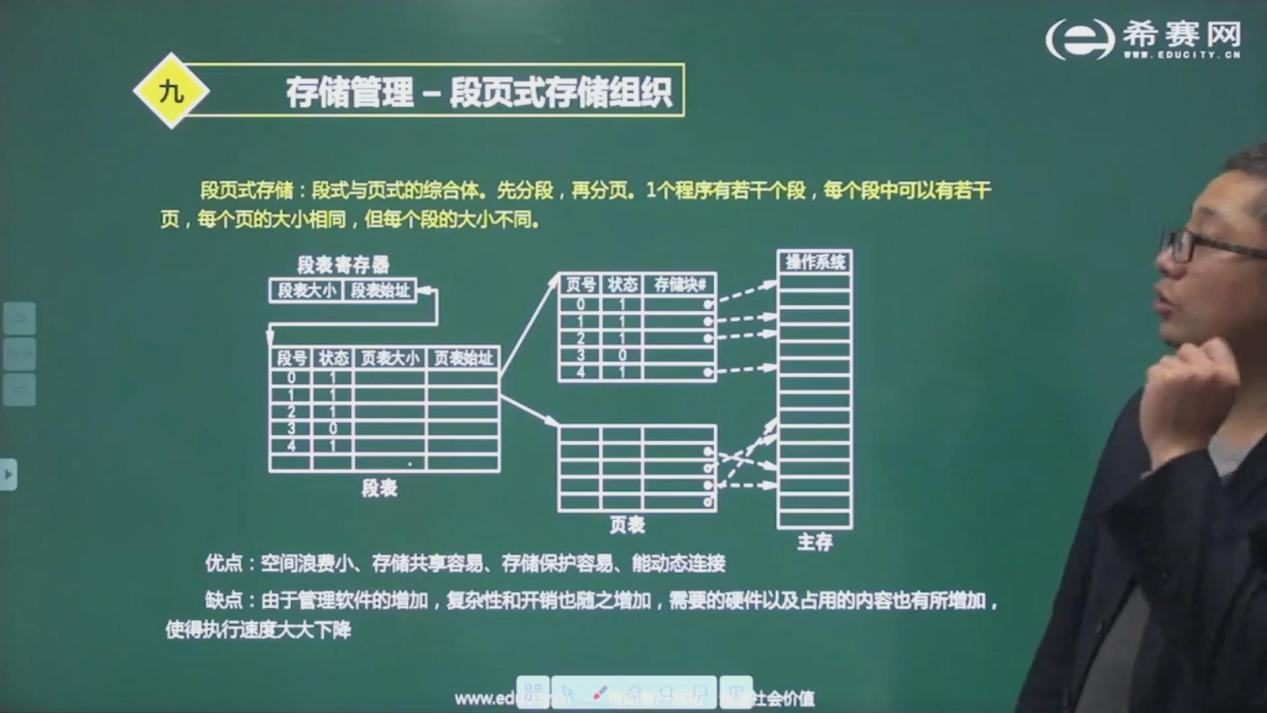 希赛网
WWW.EDUCITY.CN
九
存储管理 – 段页式存储组织
段页式存储：段式与页式的综合体。先分段，再分页。1个程序有若干个段，每个段中可以有若干
页，每个页的大小相同，但每个段的大小不同。
段表寄存器
段表大小 段表始址
段号 状态 页表大小 页表始址
0 1
1 1
2 1
3 0
4 1
段表
页号 状态 存储块#
0 1
1 1
2 1
3 0
4 1
页表
操作系统
主存
优点：空间浪费小、存储共享容易、存储保护容易、能动态连接
缺点：由于管理软件的增加，复杂性和开销也随之增加，需要的硬件以及占用的内容也有所增加，
使得执行速度大大下降
www.edu
社会价值